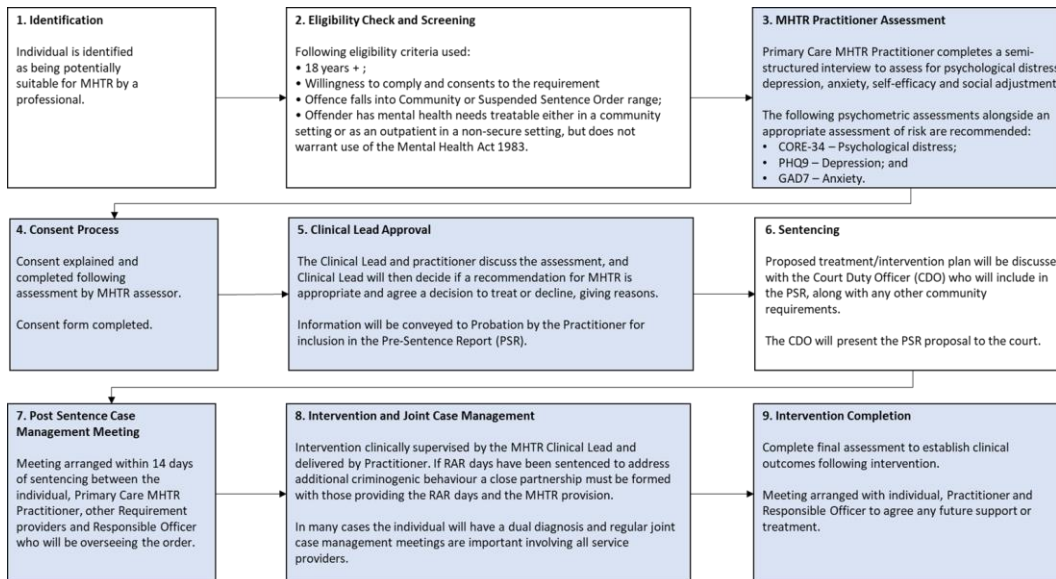 1. Identification
Individual is identified
as being potentially
suitable for MHTR by a
professional.
2. Eligibility Check and Screening
Following eligibility criteria used:
• 18 years + ;
• Willingness to comply and consents to the requirement
• Offence falls into Community or Suspended Sentence Order range;
• Offender has mental health needs treatable either in a community
setting or as an outpatient in a non-secure setting, but does not
warrant use of the Mental Health Act 1983.
3. MHTR Practitioner Assessment
Primary Care MHTR Practitioner completes a semi-
structured interview to assess for psychological distress
depression, anxiety, self-efficacy and social adjustment
The following psychometric assessments alongside an
appropriate assessment of risk are recommended:
• CORE-34 – Psychological distress;
• PHQ9 – Depression; and
• GAD7 – Anxiety.
4. Consent Process
Consent explained and
completed following
assessment by MHTR assessor.
Consent form completed.
5. Clinical Lead Approval
The Clinical Lead and practitioner discuss the assessment, and
Clinical Lead will then decide if a recommendation for MHTR is
appropriate and agree a decision to treat or decline, giving reasons.
Information will be conveyed to Probation by the Practitioner for
inclusion in the Pre-Sentence Report (PSR).
6. Sentencing
Proposed treatment/intervention plan will be discusse
with the Court Duty Officer (CDO) who will include in
the PSR, along with any other community
requirements.
The CDO will present the PSR proposal to the court.
7. Post Sentence Case
Management Meeting
Meeting arranged within 14 days
of sentencing between the
individual, Primary Care MHTR
Practitioner, other Requirement
providers and Responsible Officer
who will be overseeing the order.
8. Intervention and Joint Case Management
Intervention clinically supervised by the MHTR Clinical Lead and
delivered by Practitioner. If RAR days have been sentenced to address
additional criminogenic behaviour a close partnership must be formed
with those providing the RAR days and the MHTR provision.
In many cases the individual will have a dual diagnosis and regular joint
case management meetings are important involving all service
providers.
9. Intervention Completion
Complete final assessment to establish clinical
outcomes following intervention.
Meeting arranged with individual, Practitioner and
Responsible Officer to agree any future support or
treatment.